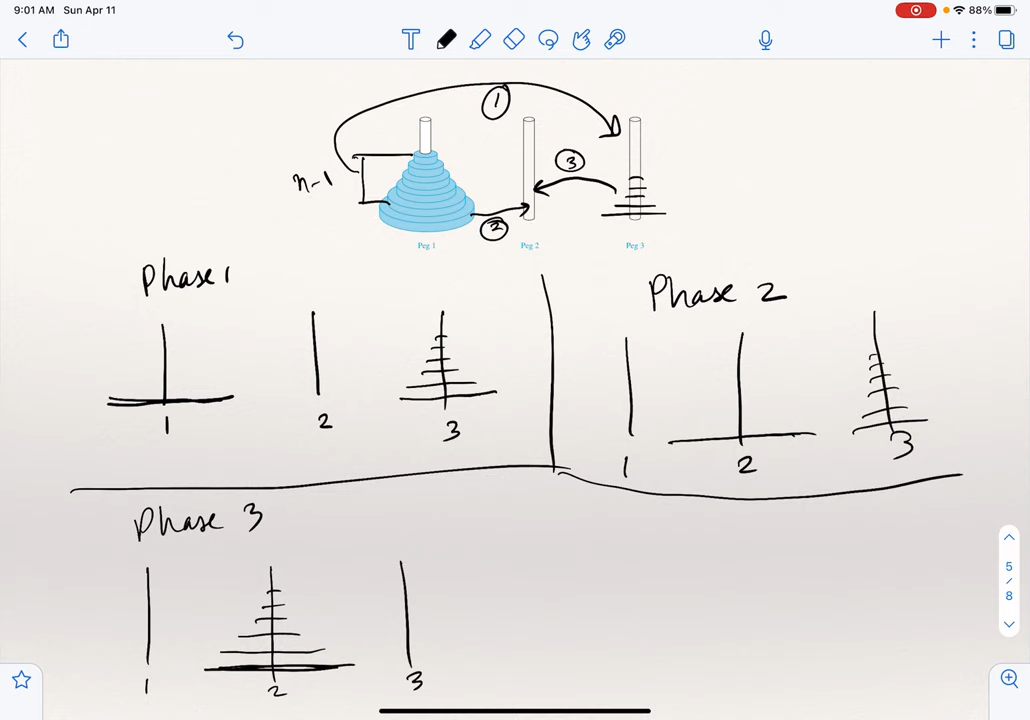 9:01 AM Sun Apr 11
88%
T
1
3
n-1
2
Peg 1
Peg 2
Peg 3
Phase 1
1
2
3
Phase 2
1
2
3
5
/
8
Phase 3
1
2
3